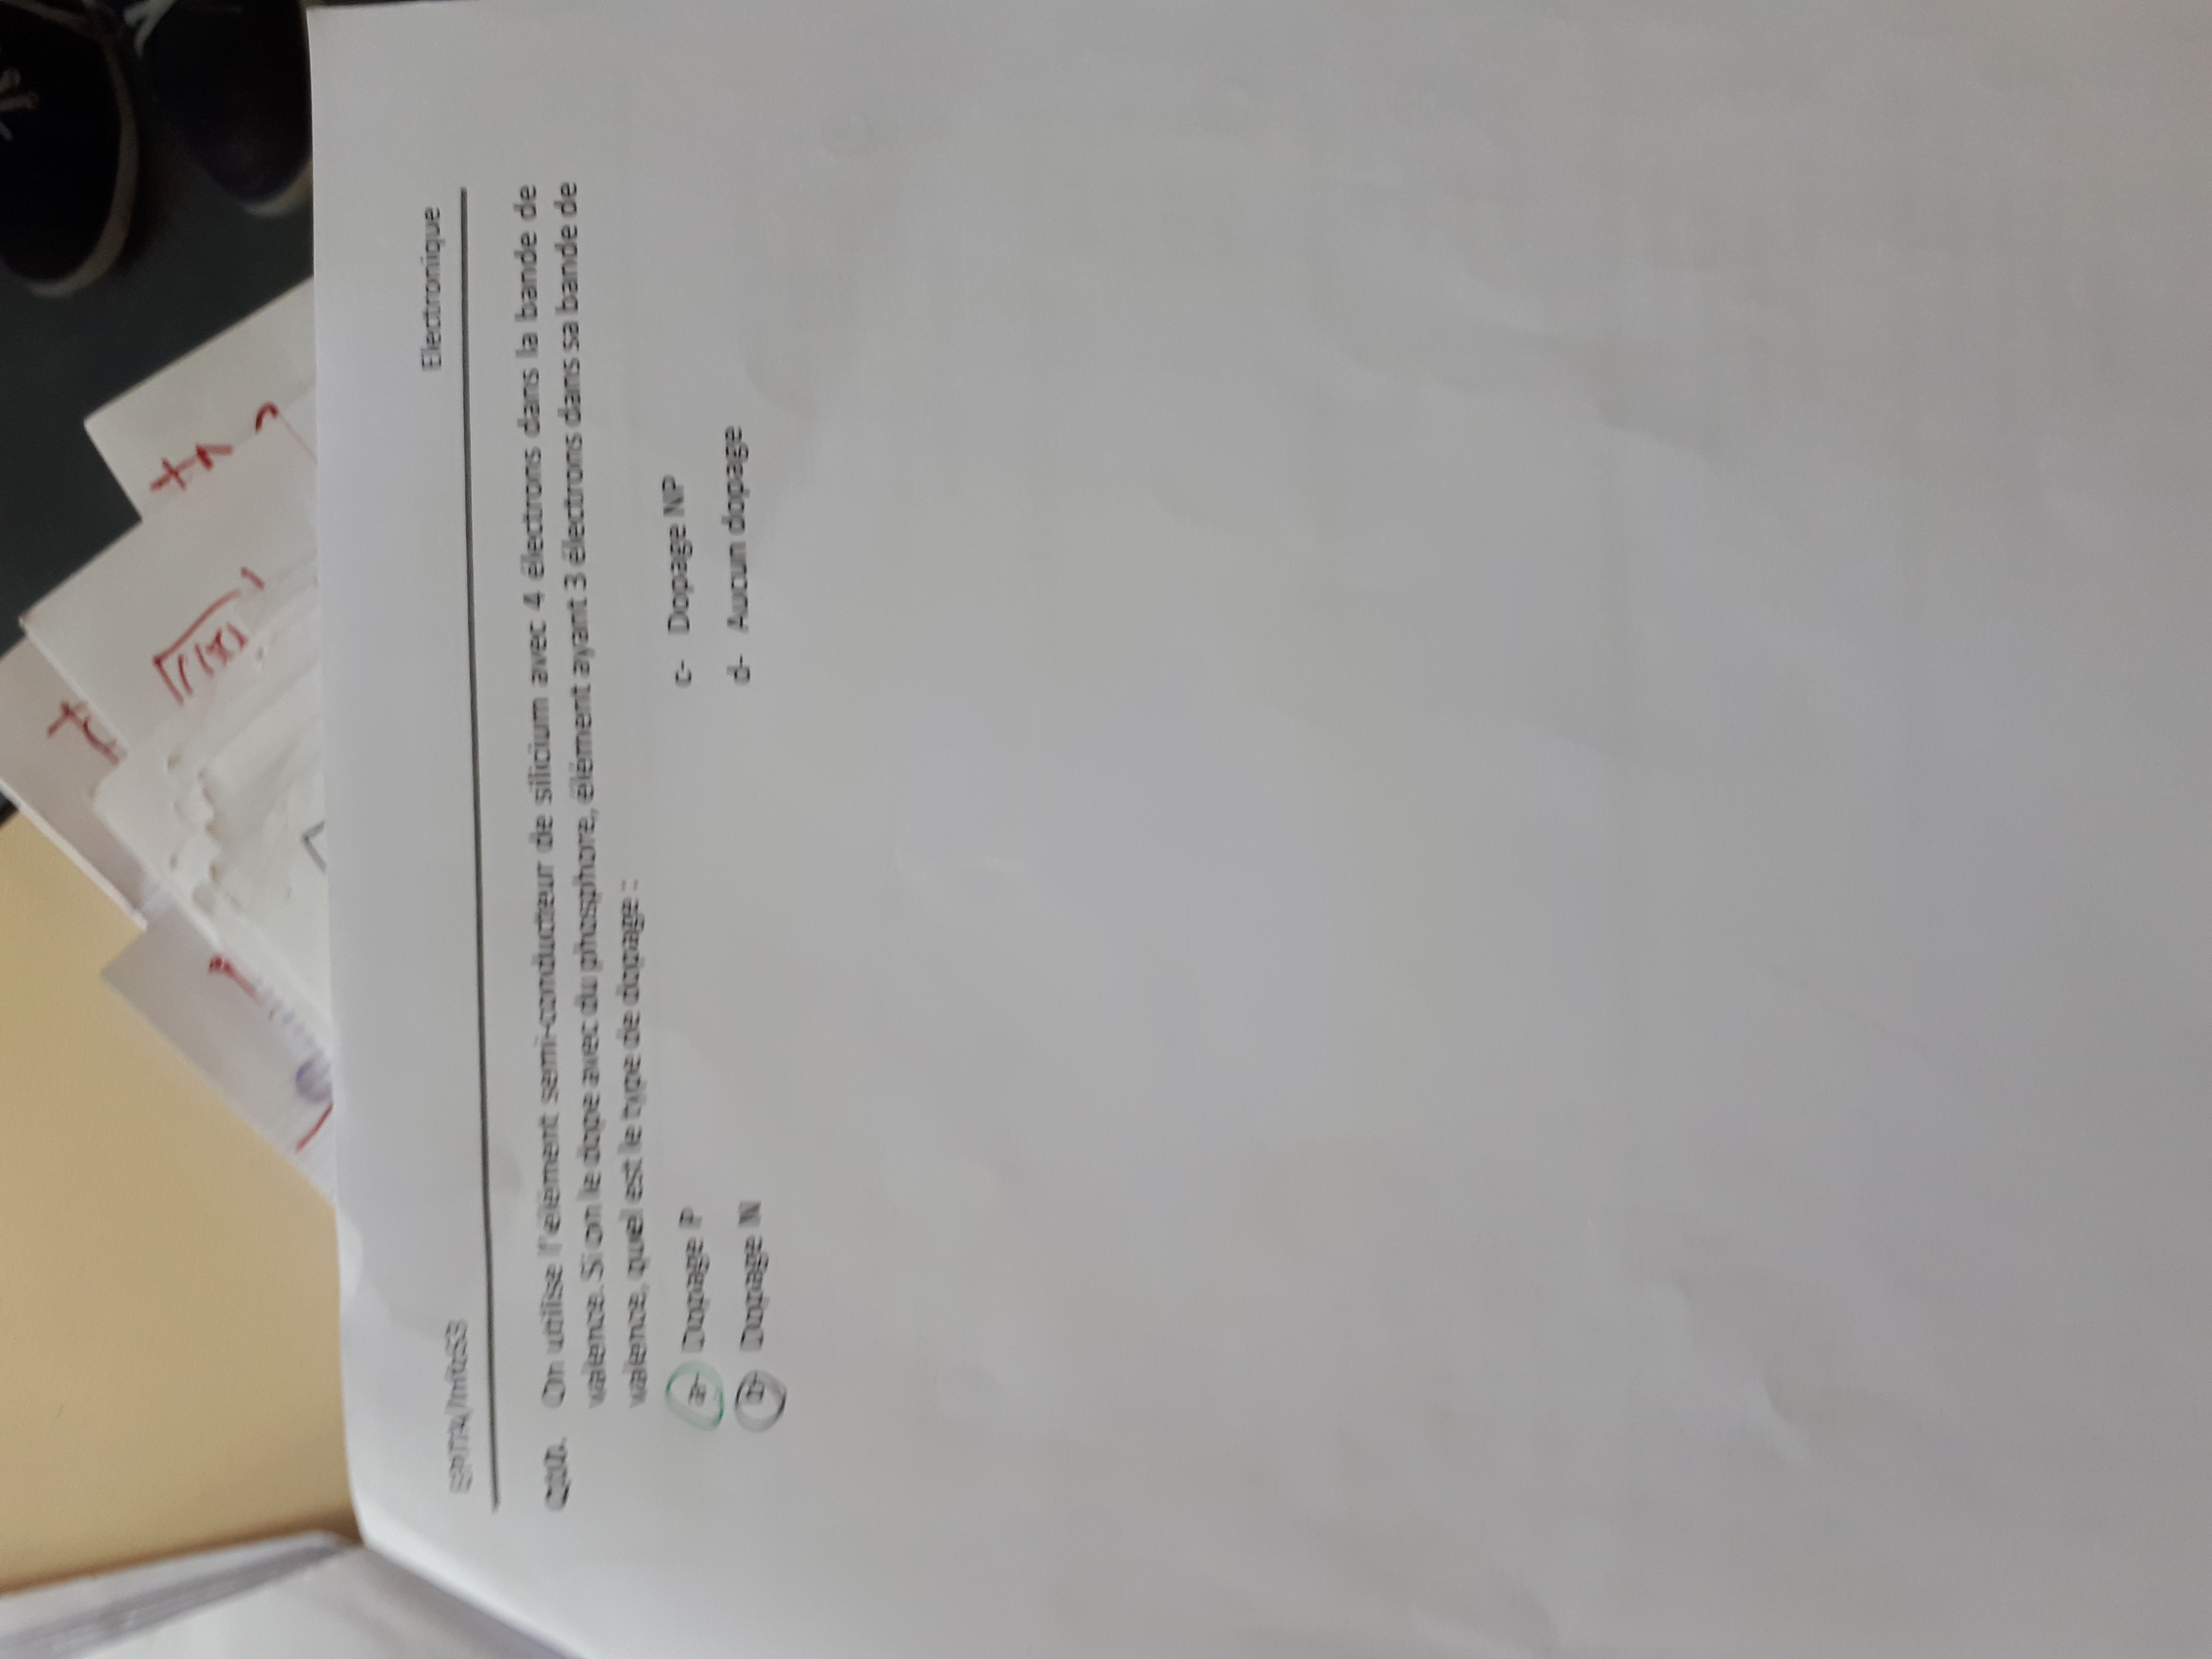 Electronique
On utilise l'élément semi-conducteur de silicium avec 4 électrons dans la bande de
valence. Si on le dope avec du phosphore, élément ayant 3 électrons dans sa bande de
valence, quel est le type de dopage :
a- Dopage P
b- Dopage N
c- Dopage NP
d- Aucun dopage